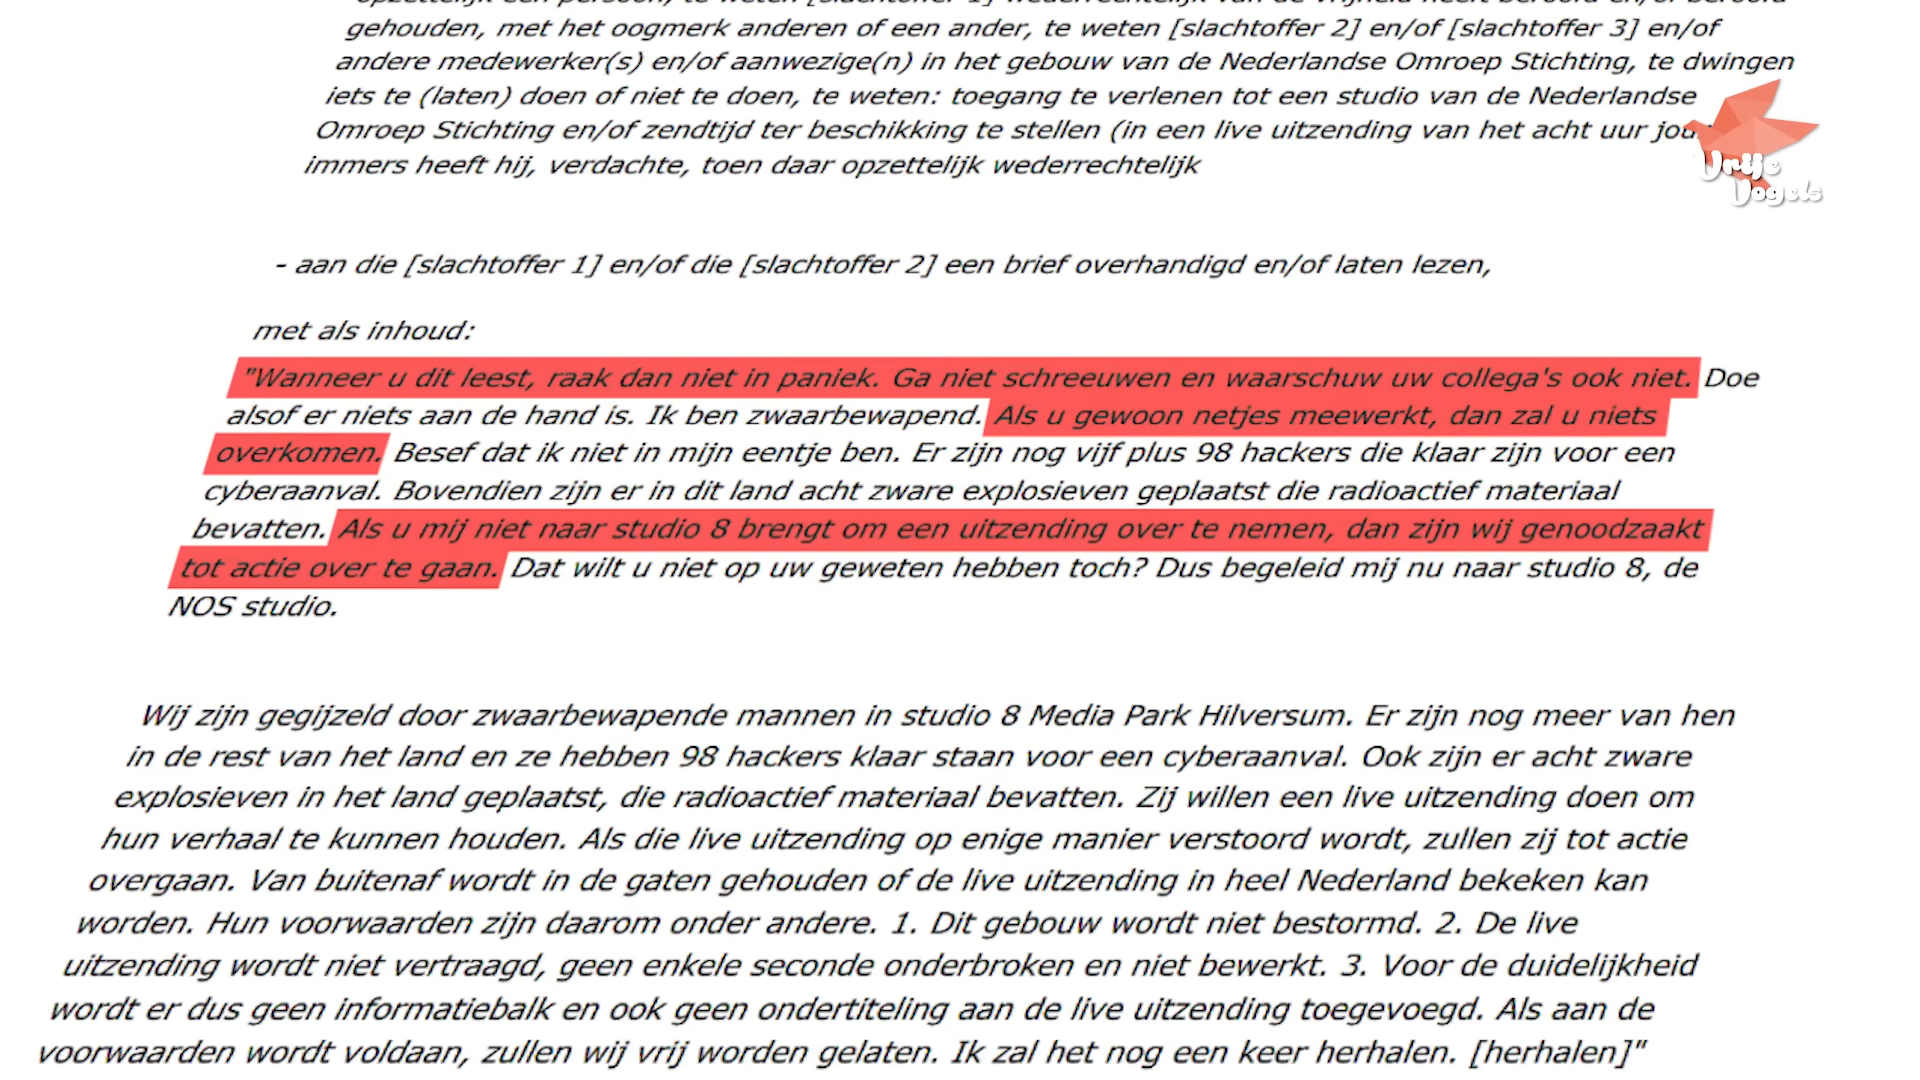 opzettelijk een persoon, te weten [slachtoffer 1] wederrechtelijk van de vrijheid heeft beroofd en/of beroofd
gehouden, met het oogmerk anderen of een ander, te weten [slachtoffer 2] en/of [slachtoffer 3] en/of
andere medewerker(s) en/of aanwezige(n) in het gebouw van de Nederlandse Omroep Stichting, te dwingen
iets te (laten) doen of niet te doen, te weten: toegang te verlenen tot een studio van de Nederlandse
Omroep Stichting en/of zendtijd ter beschikking te stellen (in een live uitzending van het acht uur
immers heeft hij, verdachte, toen daar opzettelijk wederrechtelijk
Vrije
Vogels
- aan die [slachtoffer 1] en/of die [slachtoffer 2] een brief overhandigd en/of laten lezen,
met als inhoud:
"Wanneer u dit leest, raak dan niet in paniek. Ga niet schreeuwen en waarschuw uw collega's ook niet. Doe
alsof er niets aan de hand is. Ik ben zwaarbewapend. Als u gewoon netjes meewerkt, dan zal u niets
overkomen. Besef dat ik niet in mijn eentje ben. Er zijn nog vijf plus 98 hackers die klaar zijn voor een
cyberaanval. Bovendien zijn er in dit land acht zware explosieven geplaatst die radioactief materiaal
bevatten. Als u mij niet naar studio 8 brengt om een uitzending over te nemen, dan zijn wij genoodzaakt
tot actie over te gaan. Dat wilt u niet op uw geweten hebben toch? Dus begeleid mij nu naar studio 8, de
NOS studio.
Wij zijn gegijzeld door zwaarbewapende mannen in studio 8 Media Park Hilversum. Er zijn nog meer van hen
in de rest van het land en ze hebben 98 hackers klaar staan voor een cyberaanval. Ook zijn er acht zware
explosieven in het land geplaatst, die radioactief materiaal bevatten. Zij willen een live uitzending doen om
hun verhaal te kunnen houden. Als die live uitzending op enige manier verstoord wordt, zullen zij tot actie
overgaan. Van buitenaf wordt in de gaten gehouden of de live uitzending in heel Nederland bekeken kan
worden. Hun voorwaarden zijn daarom onder andere. 1. Dit gebouw wordt niet bestormd. 2. De live
uitzending wordt niet vertraagd, geen enkele seconde onderbroken en niet bewerkt. 3. Voor de duidelijkheid
wordt er dus geen informatiebalk en ook geen ondertiteling aan de live uitzending toegevoegd. Als aan de
voorwaarden wordt voldaan, zullen wij vrij worden gelaten. Ik zal het nog een keer herhalen. [herhalen]"